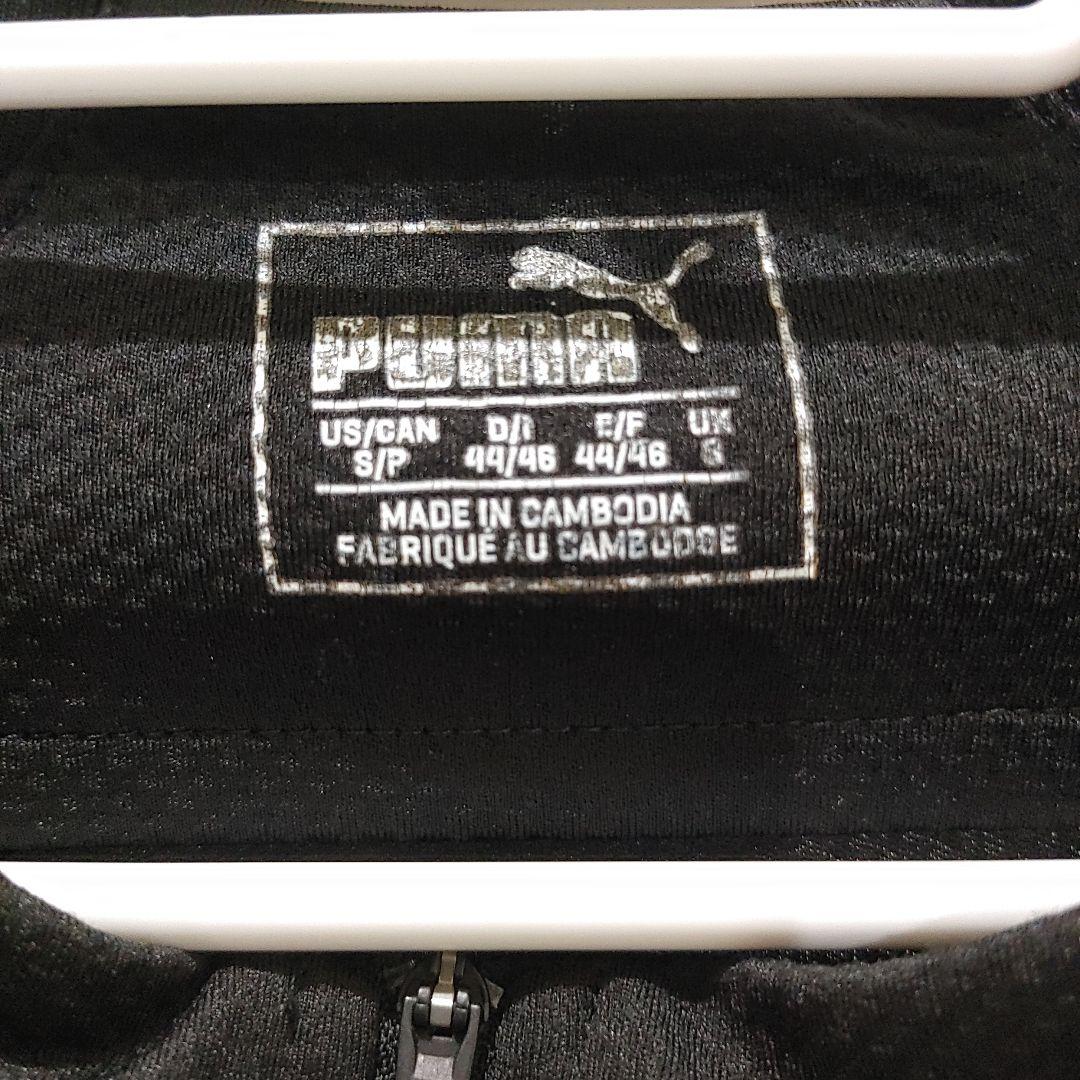 PUMA
US/CAN D/I E/F UK
S/P 44/46 44/46 S
MADE IN CAMBODIA
FABRIQUÉ AU CAMBODGE